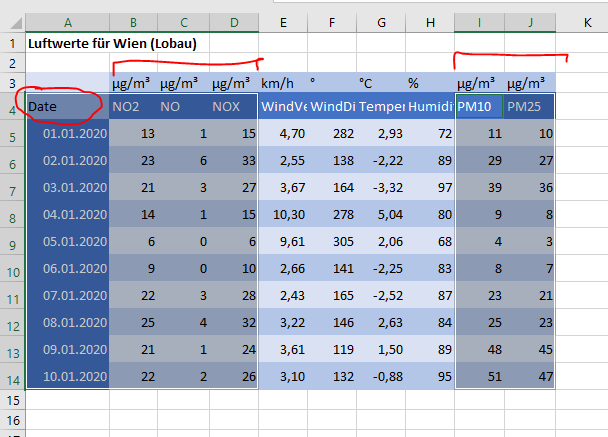 A B C D E F G H I J K
1 Luftwerte für Wien (Lobau)
2
3 µg/m³ µg/m³ µg/m³ km/h ° °C % µg/m³ µg/m³
4 Date NO2 NO NOX WindVe WindDi Temper Humidi PM10 PM25
5 01.01.2020 13 1 15 4,70 282 2,93 72 11 10
6 02.01.2020 23 6 33 2,55 138 -2,22 89 29 27
7 03.01.2020 21 3 27 3,67 164 -3,32 97 39 36
8 04.01.2020 14 1 15 10,30 278 5,04 80 9 8
9 05.01.2020 6 0 6 9,61 305 2,06 68 4 3
10 06.01.2020 9 0 10 2,66 141 -2,25 83 8 7
11 07.01.2020 22 3 28 2,43 165 -2,52 87 23 21
12 08.01.2020 25 4 32 3,22 146 2,63 84 25 23
13 09.01.2020 21 1 24 3,61 119 1,50 89 48 45
14 10.01.2020 22 2 26 3,10 132 -0,88 95 51 47
15
16